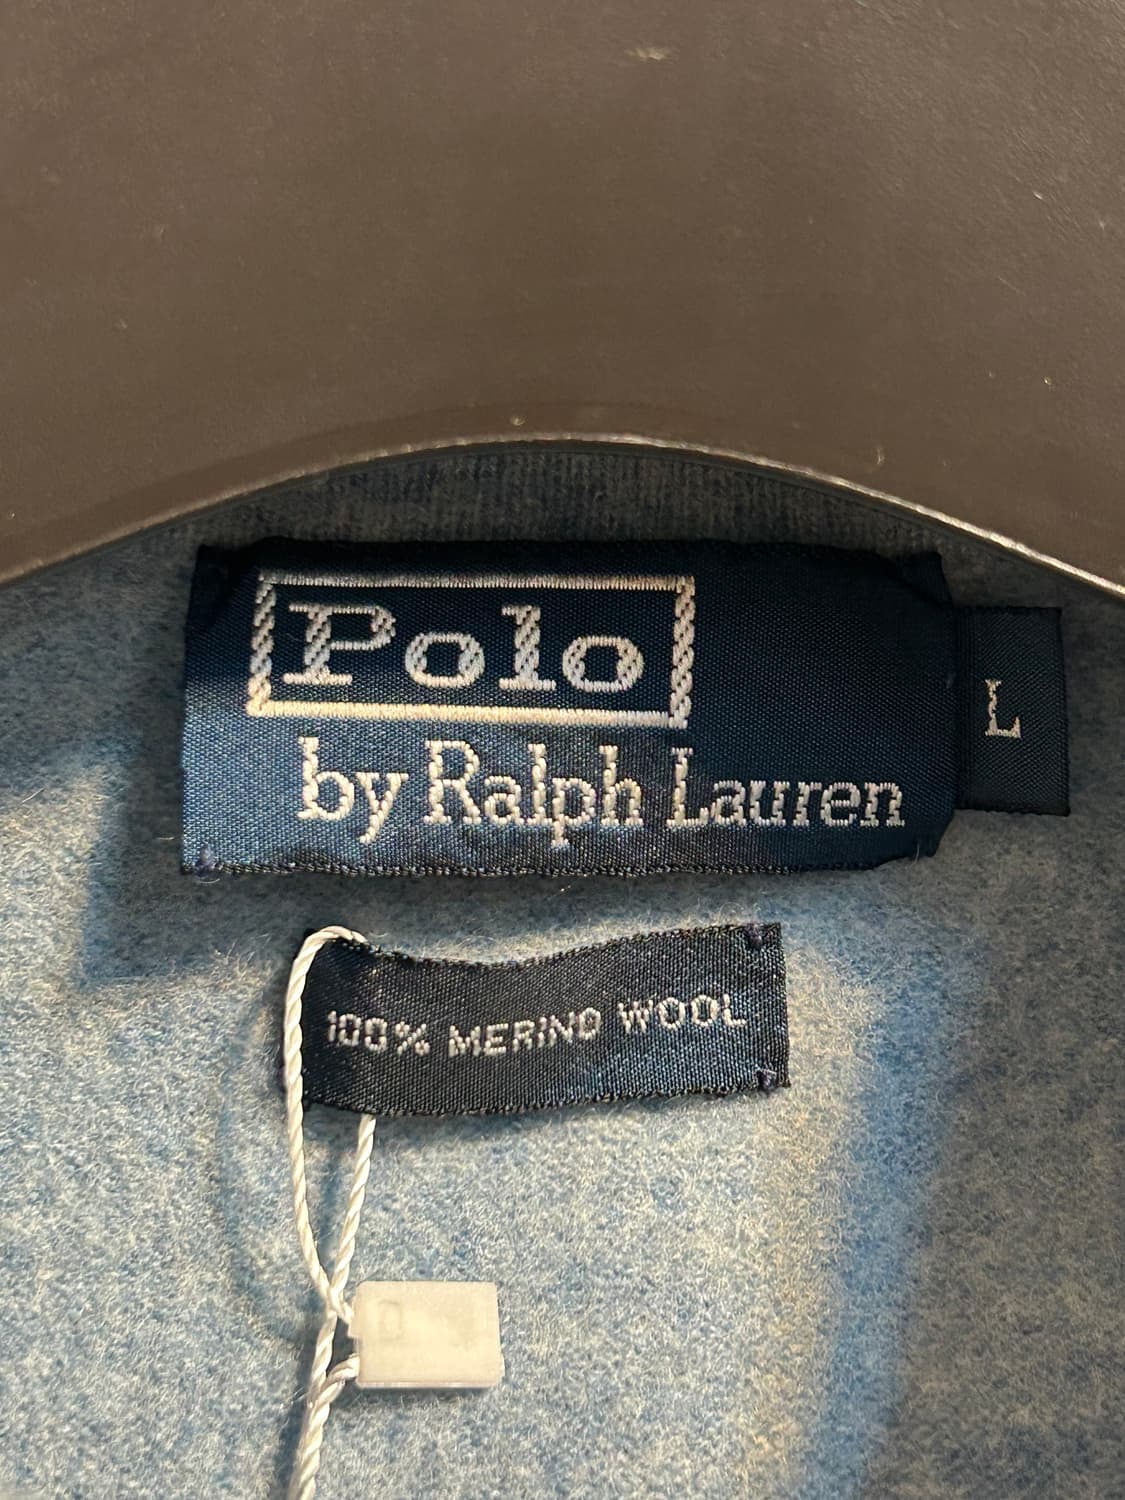 Polo
by Ralph Lauren
L
100% MERINO WOOL